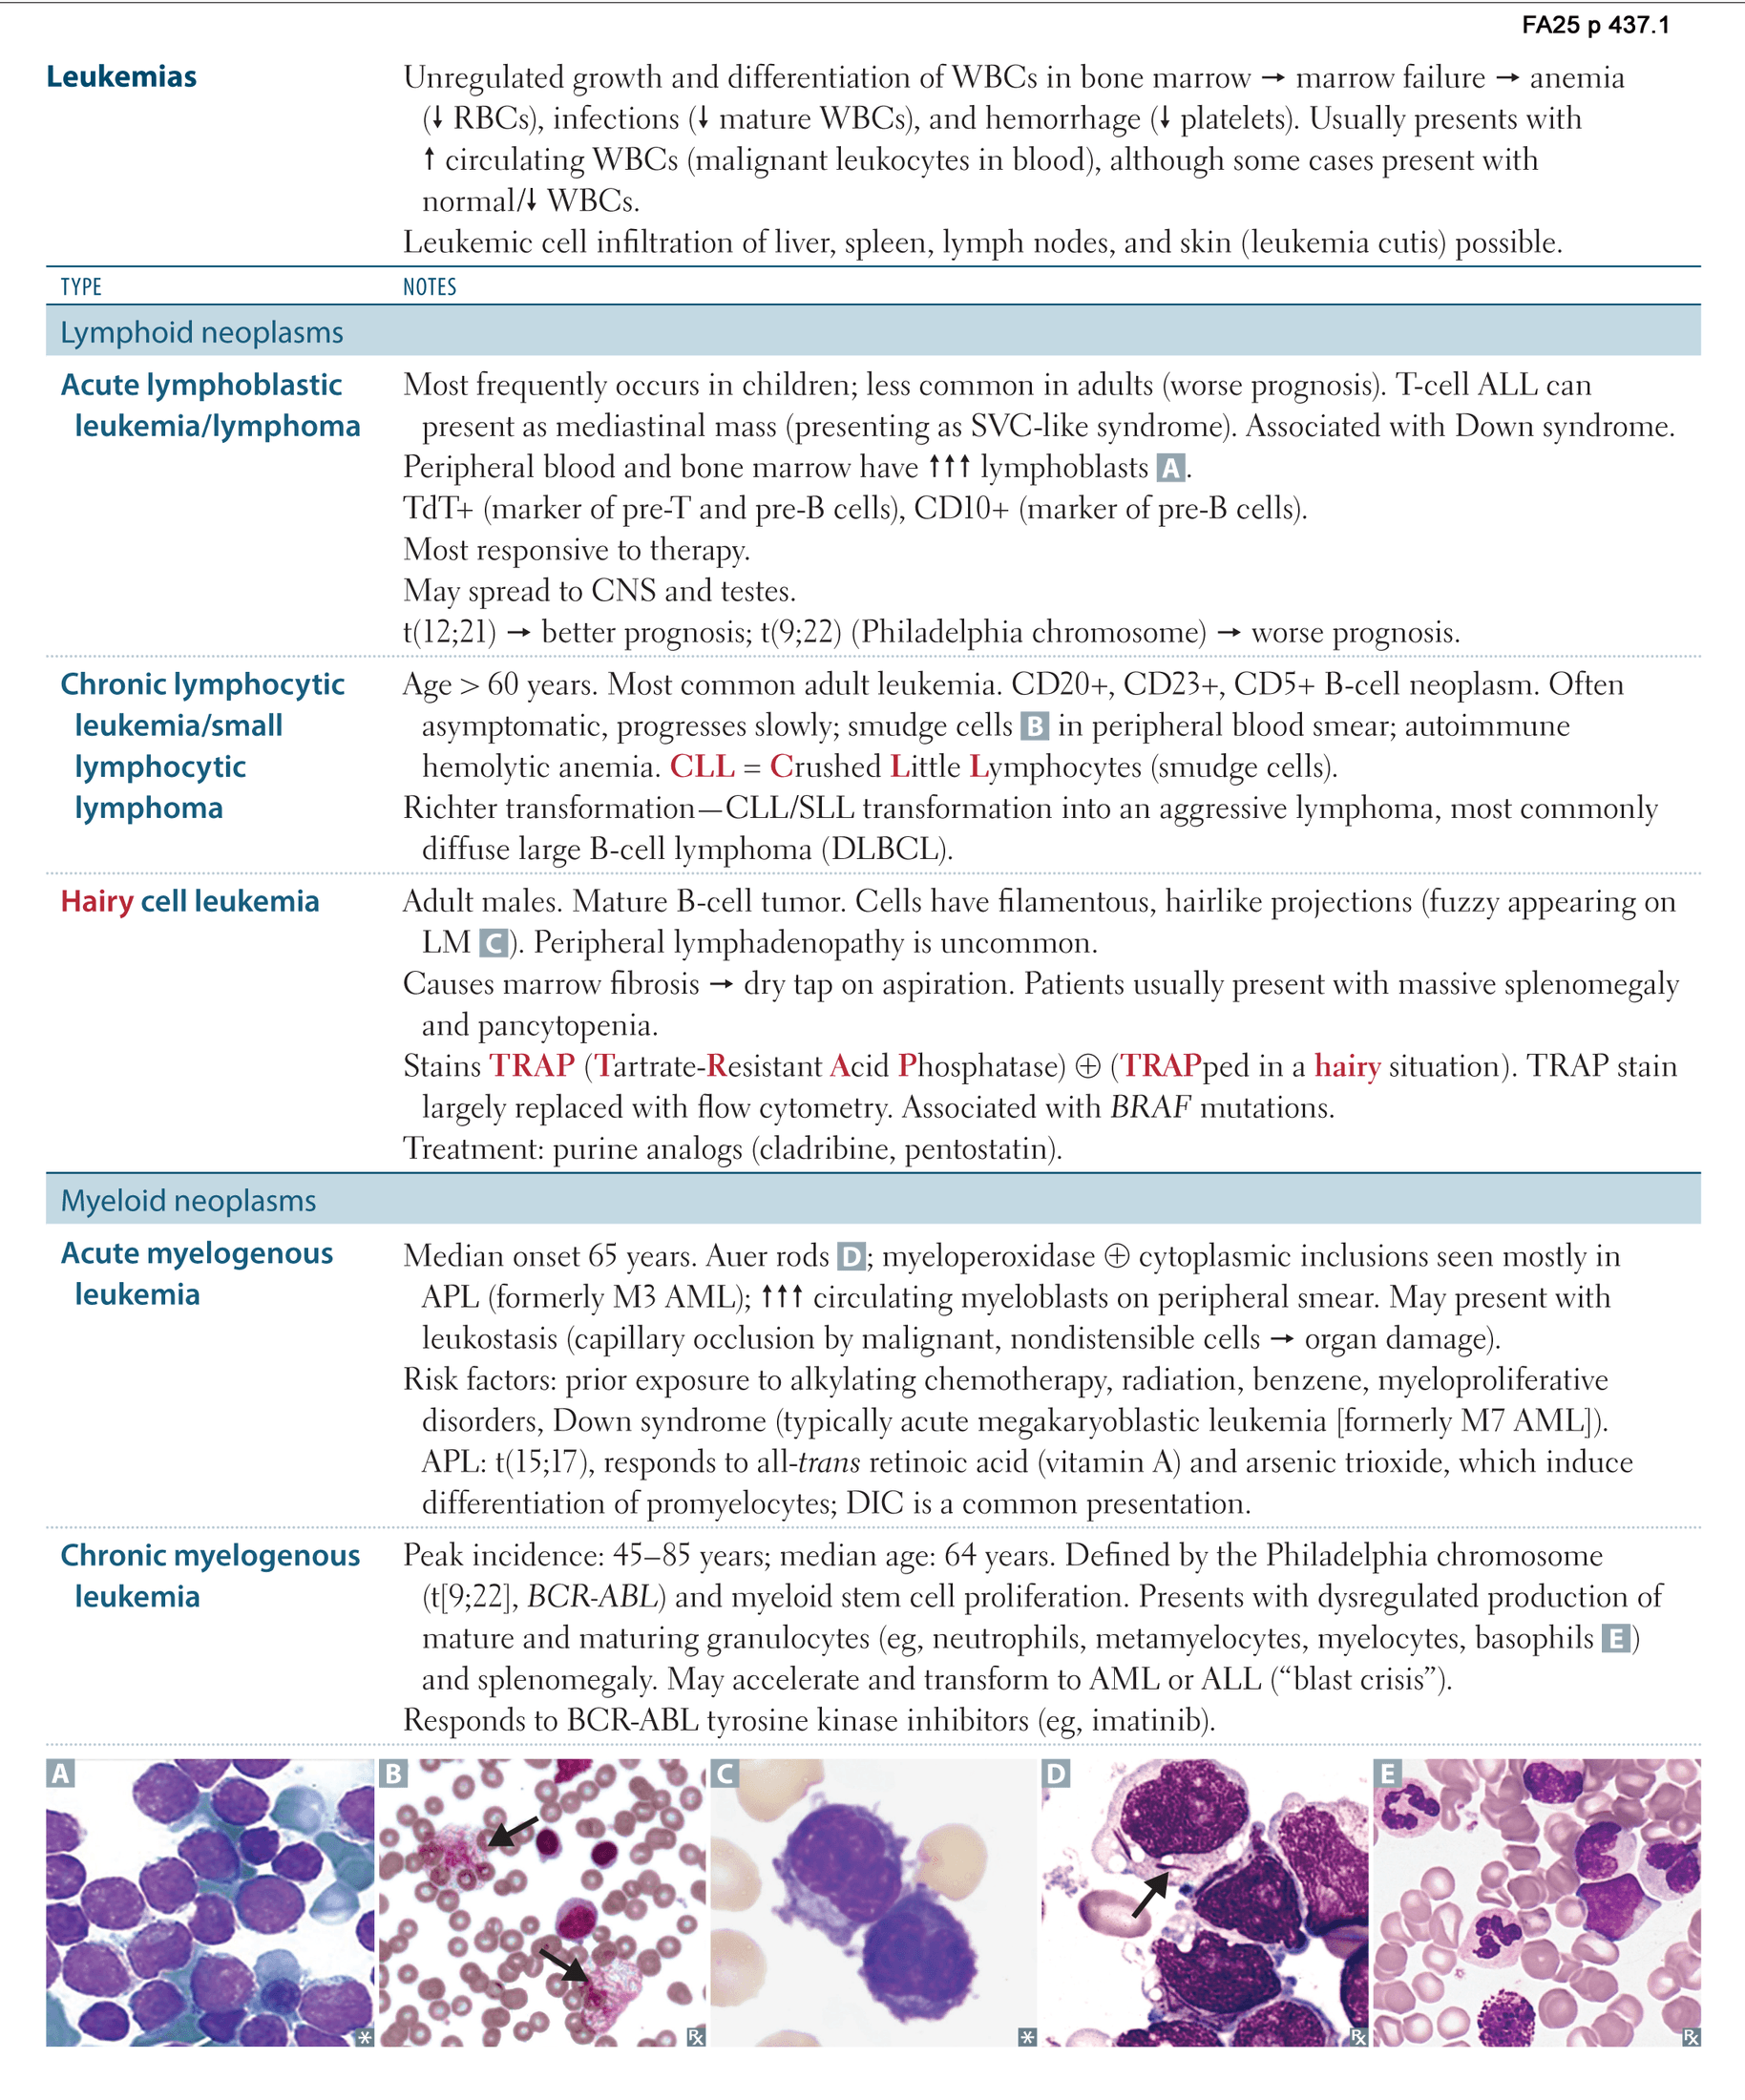 FA25 p 437.1
Leukemias
Unregulated growth and differentiation of WBCs in bone marrow → marrow failure → anemia
(↓ RBCs), infections (↓ mature WBCs), and hemorrhage (↓ platelets). Usually presents with
↑ circulating WBCs (malignant leukocytes in blood), although some cases present with
normal/↓ WBCs.
Leukemic cell infiltration of liver, spleen, lymph nodes, and skin (leukemia cutis) possible.
TYPE NOTES
Lymphoid neoplasms
Acute lymphoblastic
leukemia/lymphoma
Most frequently occurs in children; less common in adults (worse prognosis). T-cell ALL can
present as mediastinal mass (presenting as SVC-like syndrome). Associated with Down syndrome.
Peripheral blood and bone marrow have ↑↑↑ lymphoblasts A.
TdT+ (marker of pre-T and pre-B cells), CD10+ (marker of pre-B cells).
Most responsive to therapy.
May spread to CNS and testes.
t(12;21) → better prognosis; t(9;22) (Philadelphia chromosome) → worse prognosis.
Chronic lymphocytic
leukemia/small
lymphocytic
lymphoma
Age > 60 years. Most common adult leukemia. CD20+, CD23+, CD5+ B-cell neoplasm. Often
asymptomatic, progresses slowly; smudge cells B in peripheral blood smear; autoimmune
hemolytic anemia. CLL = Crushed Little Lymphocytes (smudge cells).
Richter transformation—CLL/SLL transformation into an aggressive lymphoma, most commonly
diffuse large B-cell lymphoma (DLBCL).
Hairy cell leukemia
Adult males. Mature B-cell tumor. Cells have filamentous, hairlike projections (fuzzy appearing on
LM C). Peripheral lymphadenopathy is uncommon.
Causes marrow fibrosis → dry tap on aspiration. Patients usually present with massive splenomegaly
and pancytopenia.
Stains TRAP (Tartrate-Resistant Acid Phosphatase) ⊕ (TRAPped in a hairy situation). TRAP stain
largely replaced with flow cytometry. Associated with BRAF mutations.
Treatment: purine analogs (cladribine, pentostatin).
Myeloid neoplasms
Acute myelogenous
leukemia
Median onset 65 years. Auer rods D; myeloperoxidase ⊕ cytoplasmic inclusions seen mostly in
APL (formerly M3 AML); ↑↑↑ circulating myeloblasts on peripheral smear. May present with
leukostasis (capillary occlusion by malignant, nondistensible cells → organ damage).
Risk factors: prior exposure to alkylating chemotherapy, radiation, benzene, myeloproliferative
disorders, Down syndrome (typically acute megakaryoblastic leukemia [formerly M7 AML]).
APL: t(15;17), responds to all-trans retinoic acid (vitamin A) and arsenic trioxide, which induce
differentiation of promyelocytes; DIC is a common presentation.
Chronic myelogenous
leukemia
Peak incidence: 45–85 years; median age: 64 years. Defined by the Philadelphia chromosome
(t[9;22], BCR-ABL) and myeloid stem cell proliferation. Presents with dysregulated production of
mature and maturing granulocytes (eg, neutrophils, metamyelocytes, myelocytes, basophils E)
and splenomegaly. May accelerate and transform to AML or ALL (“blast crisis”).
Responds to BCR-ABL tyrosine kinase inhibitors (eg, imatinib).
A B C D E
* ℞ * ℞ ℞